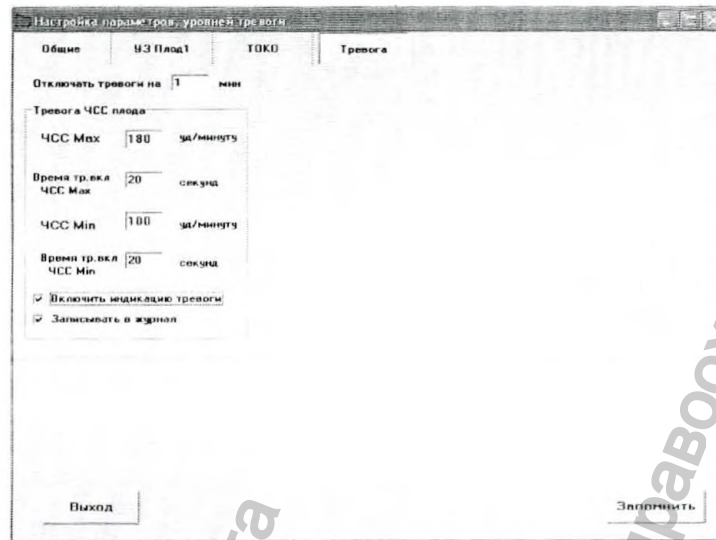 Настройка параметров, уровней тревоги
Общие УЗ Плод1 ТОКО Тревога
Отключать тревоги на 1 мин
Тревога ЧСС плода
ЧСС Max 180 уд/минуту
Время тр.вкл 20 секунд
ЧСС Max
ЧСС Min 100 уд/минуту
Время тр.вкл 20 секунд
ЧСС Min
Включить индикацию тревоги
Записывать в журнал
Выход Запомнить